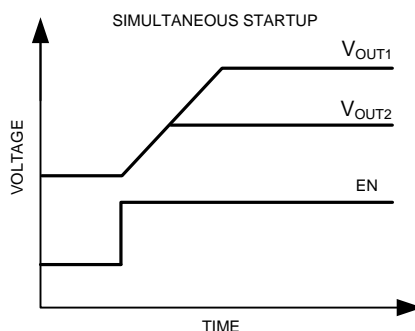 SIMULTANEOUS STARTUP
VOUT1
VOUT2
VOLTAGE
EN
TIME